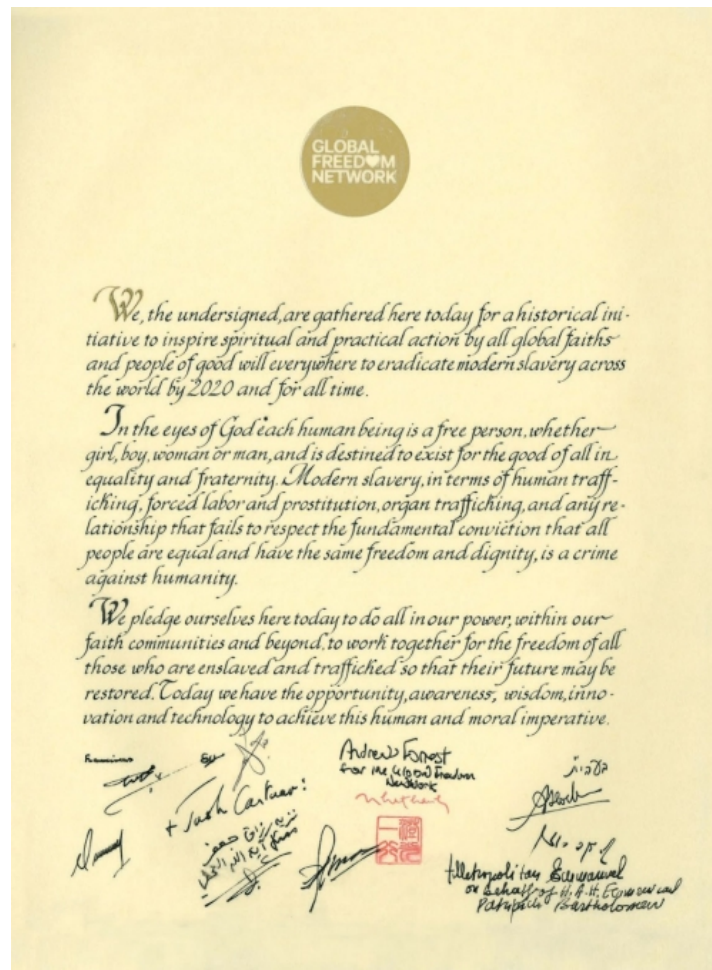 GLOBAL
FREEDOM
NETWORK
We, the undersigned, are gathered here today for a historical ini-
tiative to inspire spiritual and practical action by all global faiths
and people of good will everywhere to eradicate modern slavery across
the world by 2020 and for all time.
In the eyes of God each human being is a free person, whether
girl, boy, woman or man, and is destined to exist for the good of all in
equality and fraternity. Modern slavery, in terms of human traff-
icking, forced labor and prostitution, organ trafficking, and any re-
lationship that fails to respect the fundamental conviction that all
people are equal and have the same freedom and dignity, is a crime
against humanity.
We pledge ourselves here today to do all in our power, within our
faith communities and beyond, to work together for the freedom of all
those who are enslaved and trafficked so that their future may be
restored. Today we have the opportunity, awareness, wisdom, inno-
vation and technology to achieve this human and moral imperative.
Franciscus
Andrew Forrest
for the Global Freedom
Network
+ Justin Cantuar:
+ Metropolitan Emmanuel
on behalf of H.A.H. Ecumenical
Patriarch Bartholomew